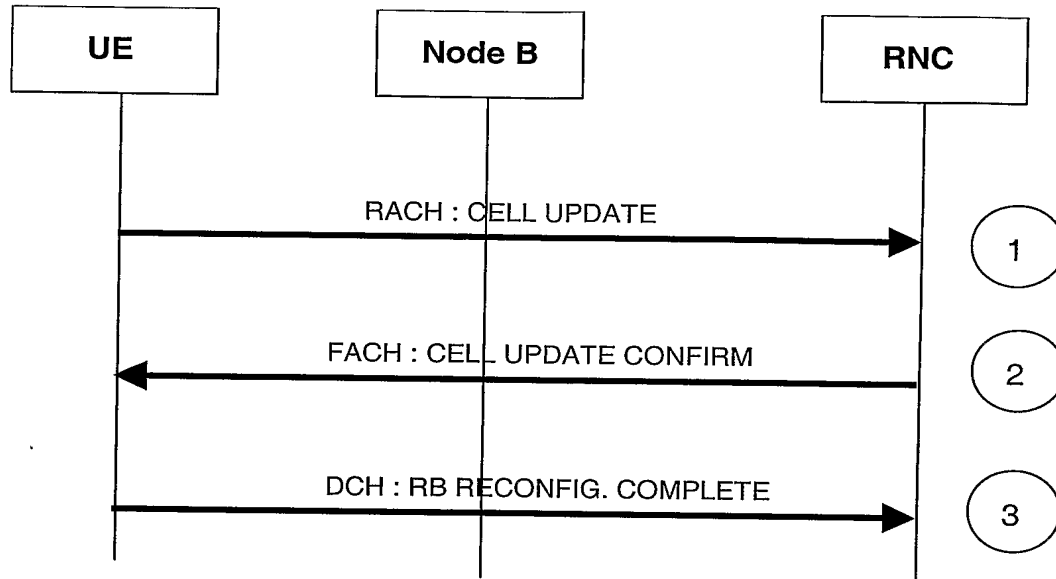 UE
Node B
RNC
RACH : CELL UPDATE
1
FACH : CELL UPDATE CONFIRM
2
DCH : RB RECONFIG. COMPLETE
3